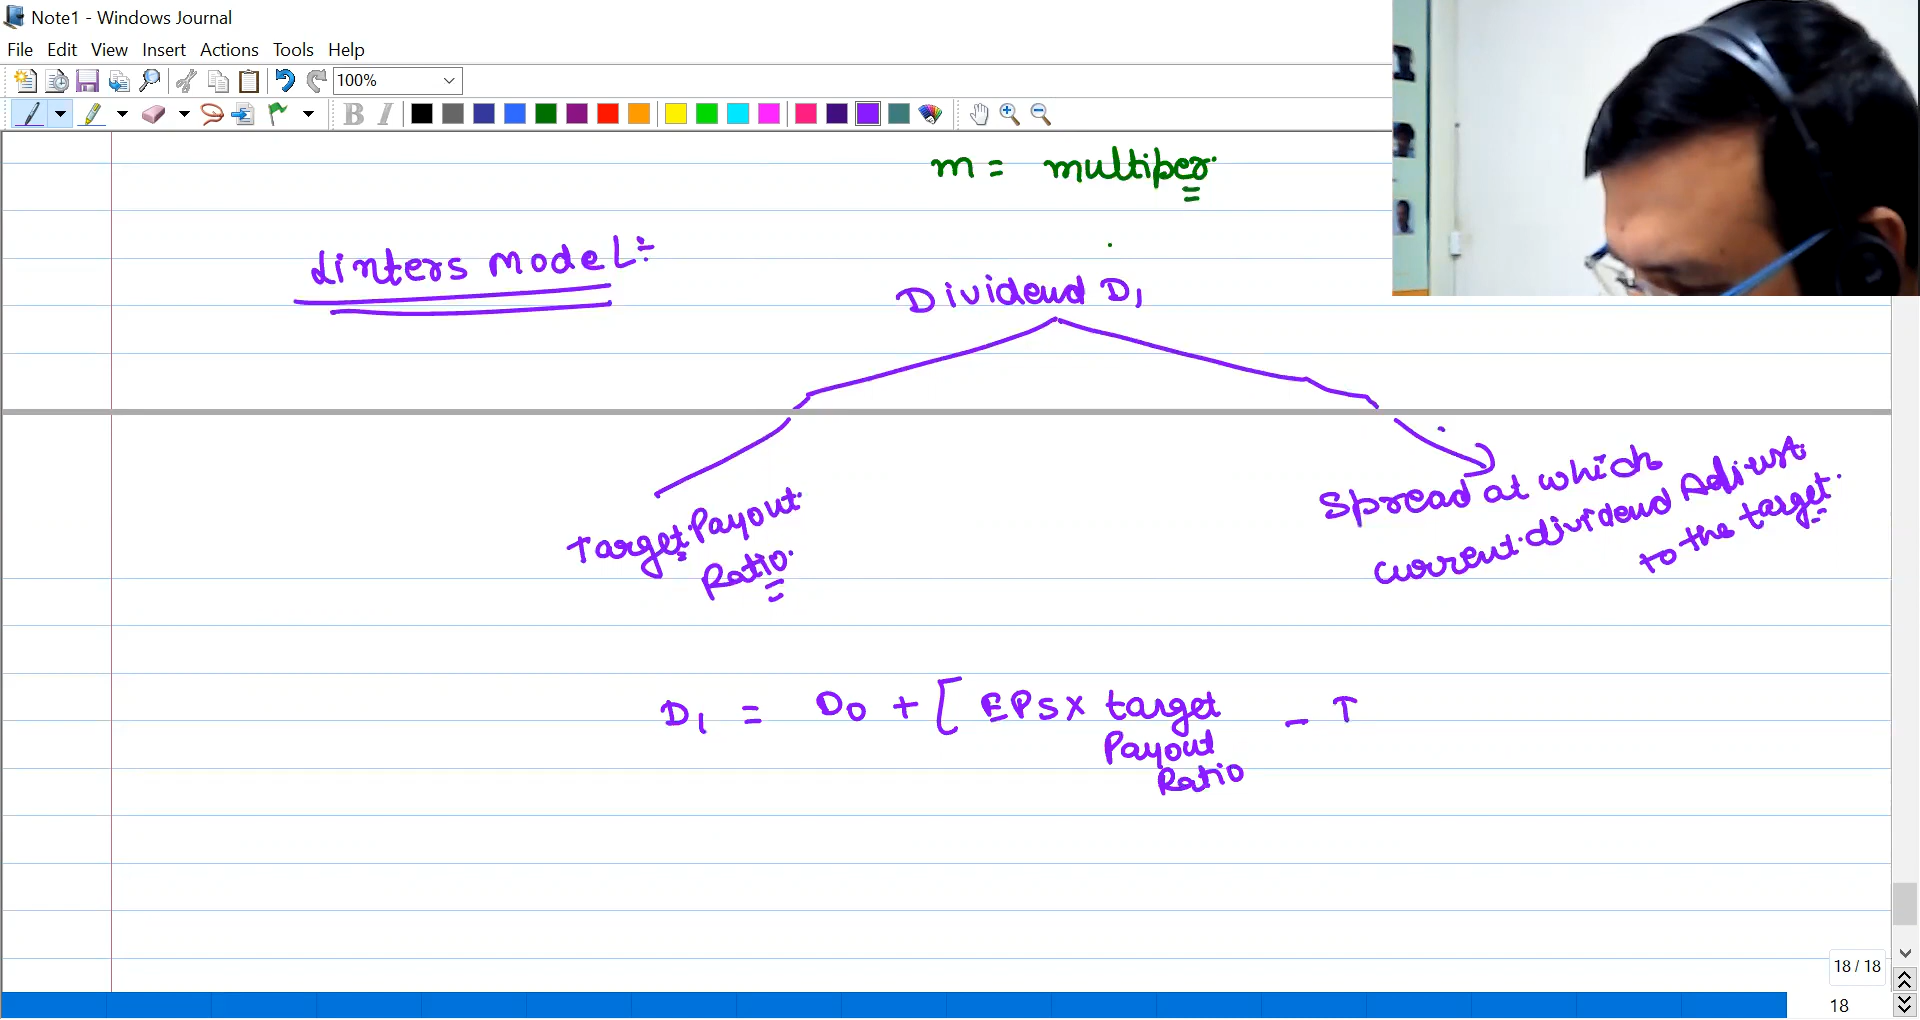 Note1 - Windows Journal
File Edit View Insert Actions Tools Help
100%
B I
m = multiper
Linters model:
Dividend D1
Target Payout
Ratio
Spread at which
current dividend Adjust
to the target
D1 = D0 + [ EPS x target - T
Payout
Ratio
18 / 18
18